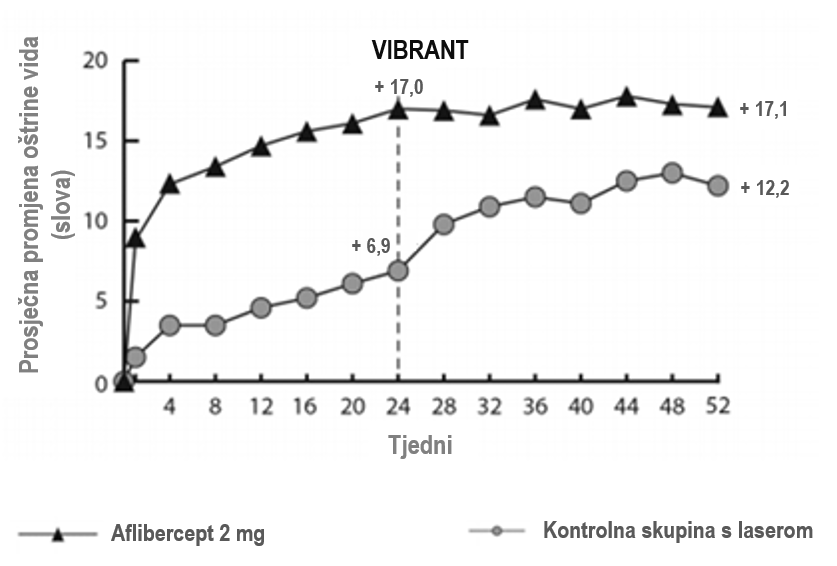 VIBRANT
Prosječna promjena oštrine vida
(slova)
20
15
10
5
0
+ 17,0
+ 17,1
+ 6,9
+ 12,2
4 8 12 16 20 24 28 32 36 40 44 48 52
Tjedni
Aflibercept 2 mg
Kontrolna skupina s laserom